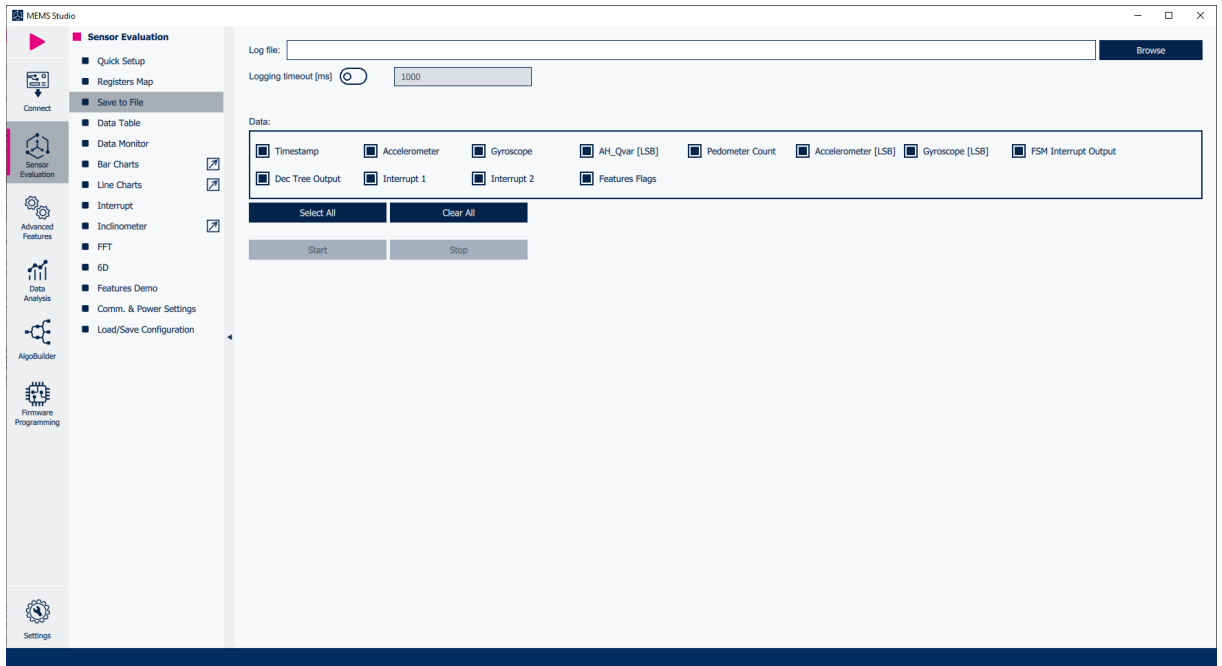 MEMS Studio
Connect
Sensor
Evaluation
Advanced
Features
Data
Analysis
AlgoBuilder
Firmware
Programming
Settings
Sensor Evaluation
Quick Setup
Registers Map
Save to File
Data Table
Data Monitor
Bar Charts
Line Charts
Interrupt
Inclinometer
FFT
6D
Features Demo
Comm. & Power Settings
Load/Save Configuration
Log file: Browse
Logging timeout [ms] 1000
Data:
Timestamp Accelerometer Gyroscope AH_Qvar [LSB] Pedometer Count Accelerometer [LSB] Gyroscope [LSB] FSM Interrupt Output
Dec Tree Output Interrupt 1 Interrupt 2 Features Flags
Select All Clear All
Start Stop